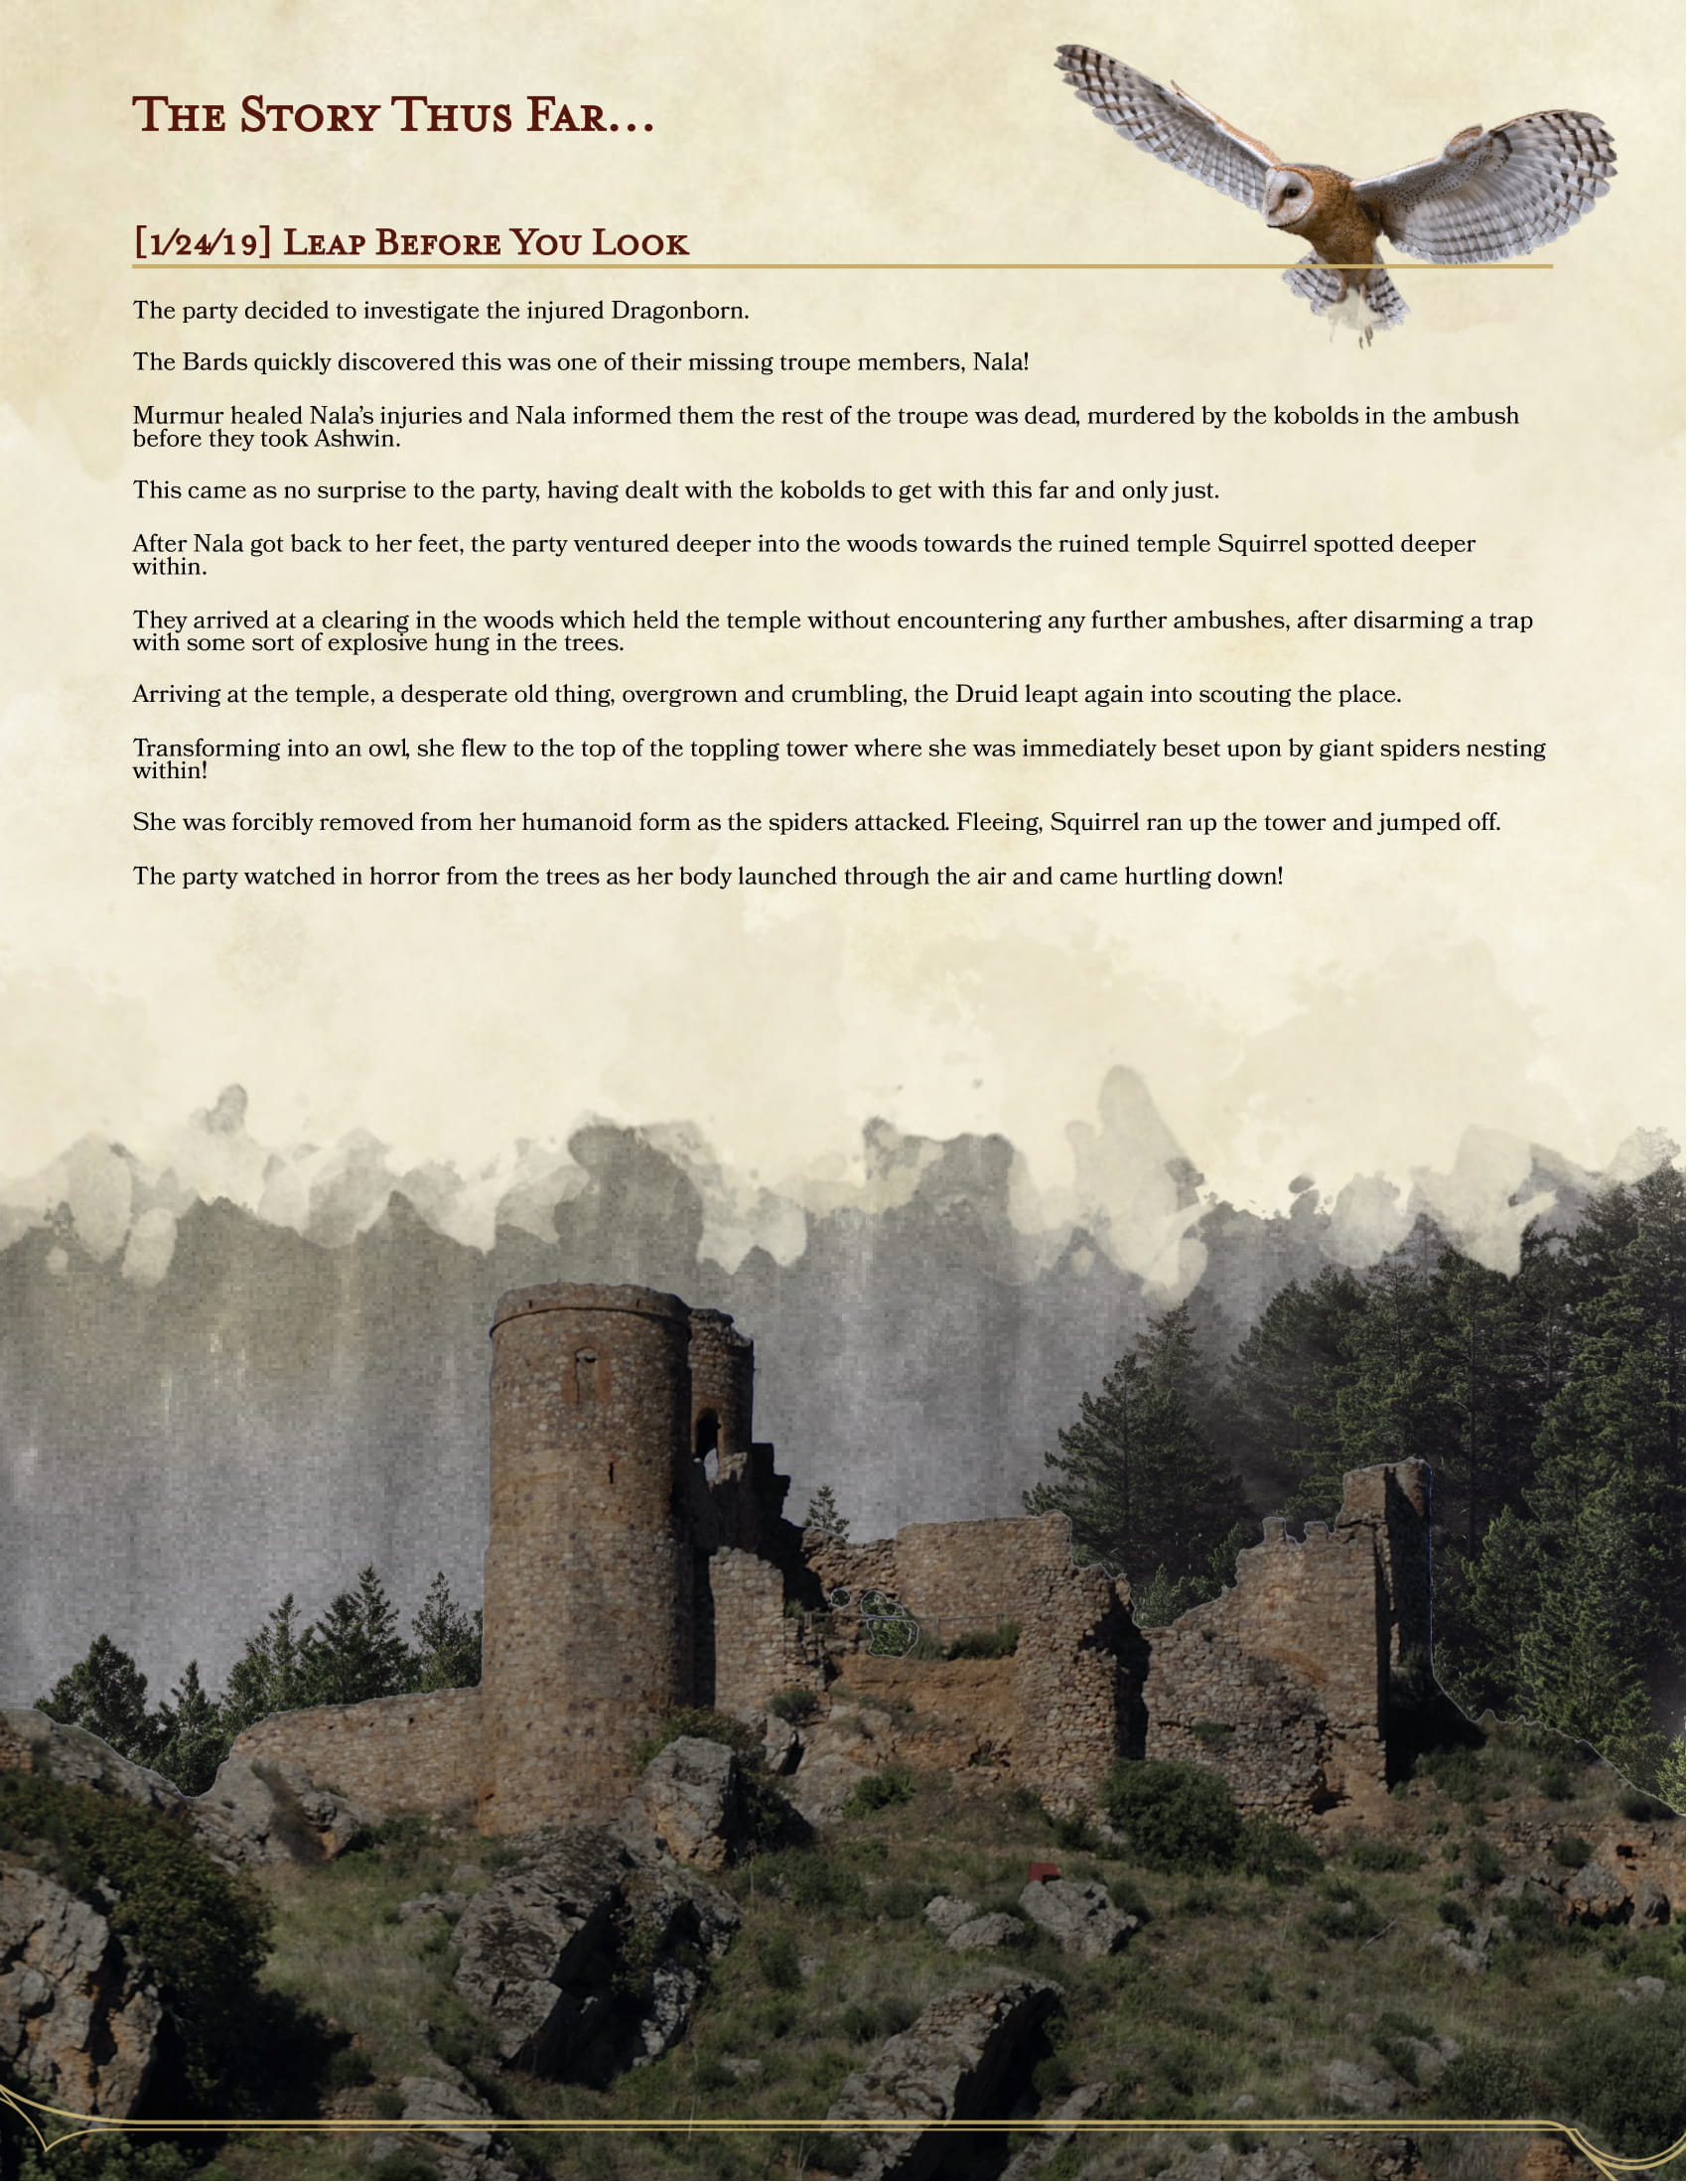 The Story Thus Far...
[1/24/19] Leap Before You Look
The party decided to investigate the injured Dragonborn.
The Bards quickly discovered this was one of their missing troupe members, Nala!
Murmur healed Nala's injuries and Nala informed them the rest of the troupe was dead, murdered by the kobolds in the ambush
before they took Ashwin.
This came as no surprise to the party, having dealt with the kobolds to get with this far and only just.
After Nala got back to her feet, the party ventured deeper into the woods towards the ruined temple Squirrel spotted deeper
within.
They arrived at a clearing in the woods which held the temple without encountering any further ambushes, after disarming a trap
with some sort of explosive hung in the trees.
Arriving at the temple, a desperate old thing, overgrown and crumbling, the Druid leapt again into scouting the place.
Transforming into an owl, she flew to the top of the toppling tower where she was immediately beset upon by giant spiders nesting
within!
She was forcibly removed from her humanoid form as the spiders attacked. Fleeing, Squirrel ran up the tower and jumped off.
The party watched in horror from the trees as her body launched through the air and came hurtling down!